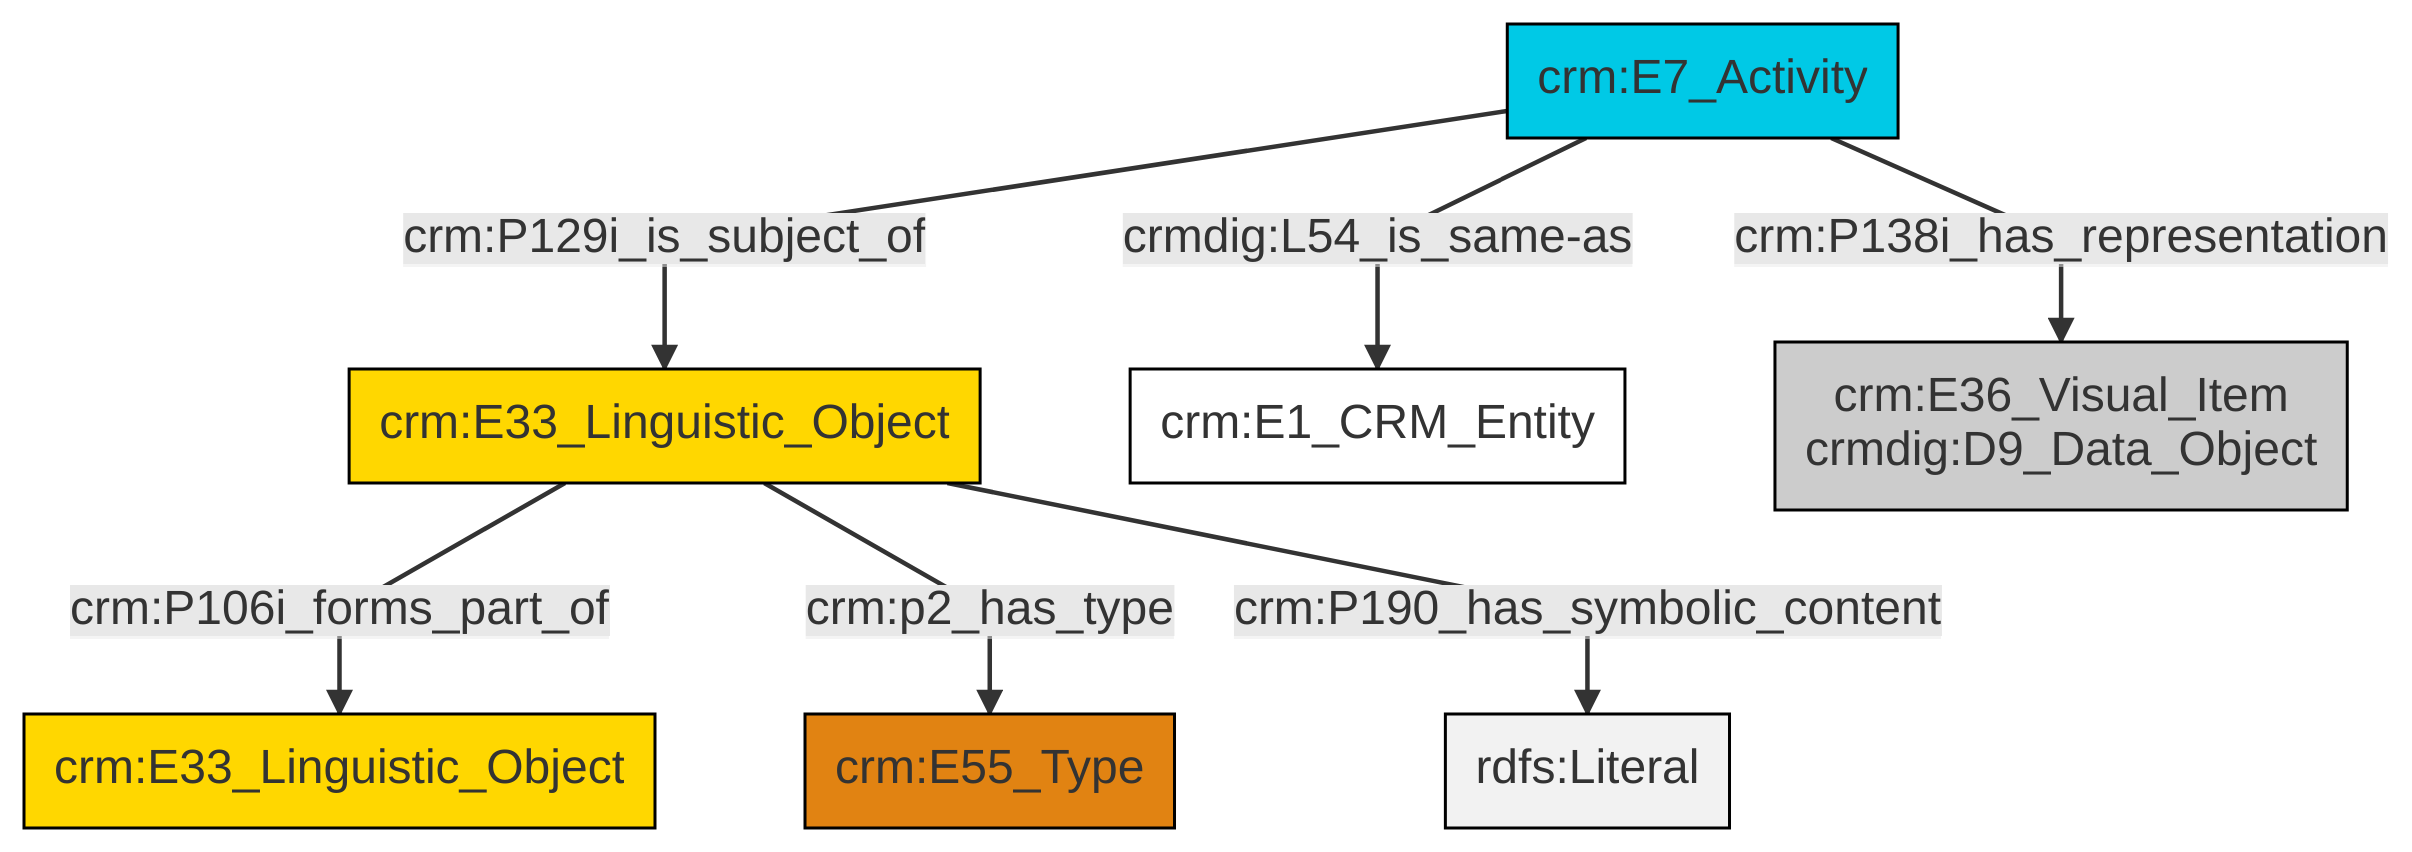 crm:E7_Activity
crm:P129i_is_subject_of
crmdig:L54_is_same-as
crm:P138i_has_representation
crm:E33_Linguistic_Object
crm:E1_CRM_Entity
crm:E36_Visual_Item
crmdig:D9_Data_Object
crm:P106i_forms_part_of
crm:p2_has_type
crm:P190_has_symbolic_content
crm:E33_Linguistic_Object
crm:E55_Type
rdfs:Literal